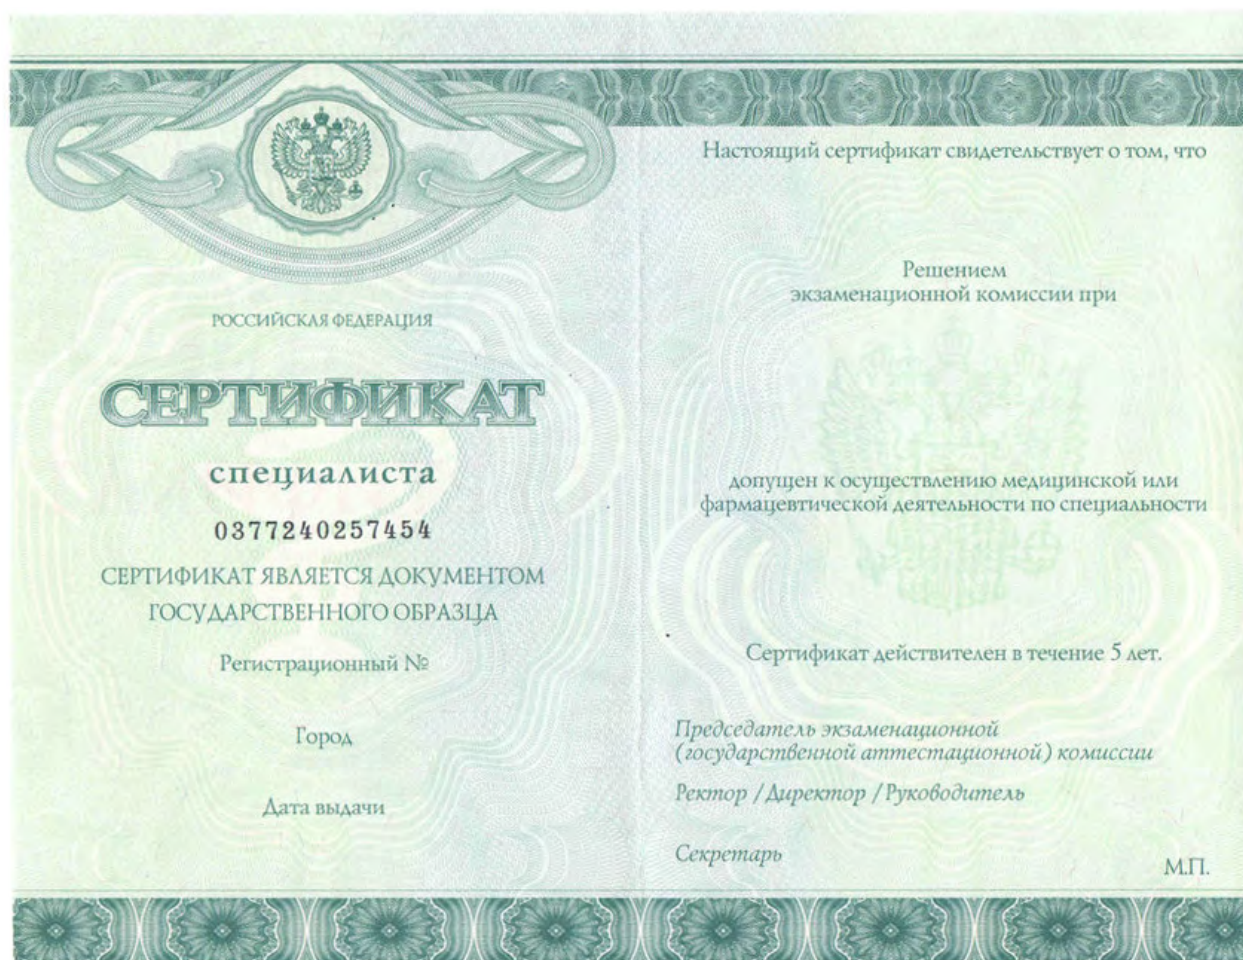 РОССИЙСКАЯ ФЕДЕРАЦИЯ
СЕРТИФИКАТ
специалиста
0377240257454
СЕРТИФИКАТ ЯВЛЯЕТСЯ ДОКУМЕНТОМ
ГОСУДАРСТВЕННОГО ОБРАЗЦА
Регистрационный №
Город
Дата выдачи
Настоящий сертификат свидетельствует о том, что
Решением
экзаменационной комиссии при
допущен к осуществлению медицинской или
фармацевтической деятельности по специальности
Сертификат действителен в течение 5 лет.
Председатель экзаменационной
(государственной аттестационной) комиссии
Ректор / Директор / Руководитель
Секретарь
М.П.